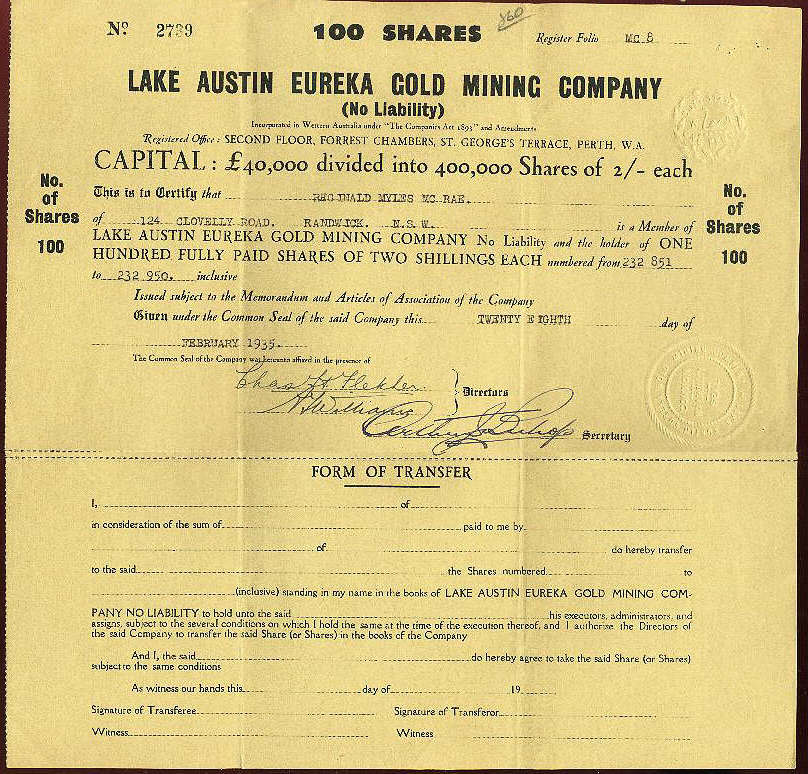 No. 2739
100 SHARES
860
Register Folio MC 8
LAKE AUSTIN EUREKA GOLD MINING COMPANY
(No Liability)
Incorporated in Western Australia under "The Companies Act 1893" and Amendments
Registered Office: SECOND FLOOR, FORREST CHAMBERS, ST. GEORGE'S TERRACE, PERTH, W.A.
CAPITAL: £40,000 divided into 400,000 Shares of 2/- each
No. of Shares 100
No. of Shares 100
This is to Certify that REGINALD MYLES MC RAE.
of 124 CLOVELLY ROAD. RANDWICK. N.S.W. is a Member of
LAKE AUSTIN EUREKA GOLD MINING COMPANY No Liability and the holder of ONE
HUNDRED FULLY PAID SHARES OF TWO SHILLINGS EACH numbered from 232 851
to 232 950. inclusive
Issued subject to the Memorandum and Articles of Association of the Company
Given under the Common Seal of the said Company this TWENTY EIGHTH day of
FEBRUARY 1935.
The Common Seal of the Company was hereunto affixed in the presence of
Directors
Williams
Secretary
FORM OF TRANSFER
I, of
in consideration of the sum of paid to me by
of do hereby transfer
to the said the Shares numbered to
(inclusive) standing in my name in the books of LAKE AUSTIN EUREKA GOLD MINING COM-
PANY NO LIABILITY to hold unto the said his executors, administrators, and
assigns, subject to the several conditions on which I hold the same at the time of the execution thereof, and I authorise the Directors of
the said Company to transfer the said Share (or Shares) in the books of the Company
And I, the said do hereby agree to take the said Share (or Shares)
subject to the same conditions
As witness our hands this day of 19
Signature of Transferee Signature of Transferor
Witness Witness